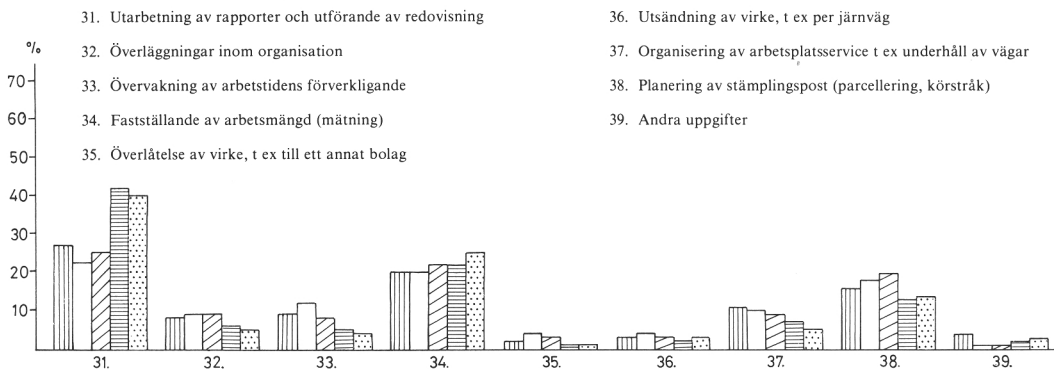 31. Utarbetning av rapporter och utförande av redovisning
32. Överläggningar inom organisation
33. Övervakning av arbetstidens förverkligande
34. Fastställande av arbetsmängd (mätning)
35. Överlåtelse av virke, t ex till ett annat bolag
36. Utsändning av virke, t ex per järnväg
37. Organisering av arbetsplatsservice t ex underhåll av vägar
38. Planering av stämplingspost (parcellering, körstråk)
39. Andra uppgifter
%
70
60
50
40
30
20
10
31. 32. 33. 34. 35. 36. 37. 38. 39.